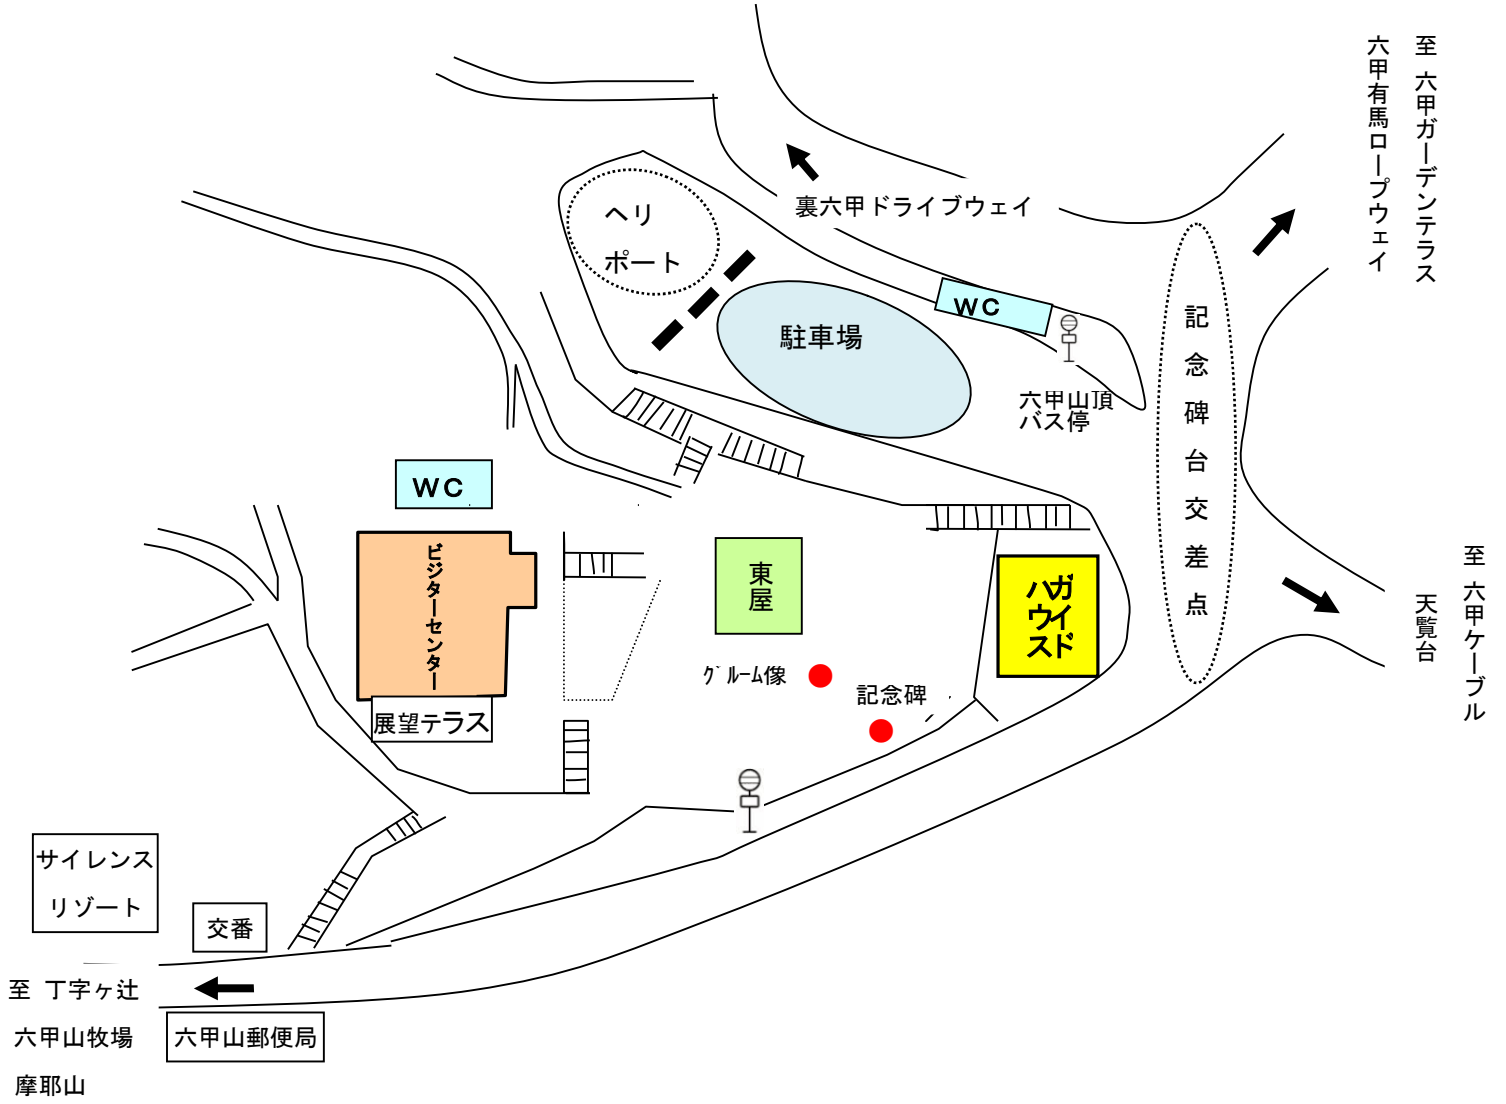 至 六甲ガーデンテラス
六甲有馬ロープウェイ
裏六甲ドライブウェイ
ヘリ
ポート
駐車場
WC
六甲山頂
バス停
記念碑台交差点
WC
ビジターセンター
展望テラス
東屋
ガイド
ハウス
グルーム像
記念碑
至 六甲ケーブル
天覧台
サイレンス
リゾート
交番
至 丁字ヶ辻
六甲山牧場
摩耶山
六甲山郵便局